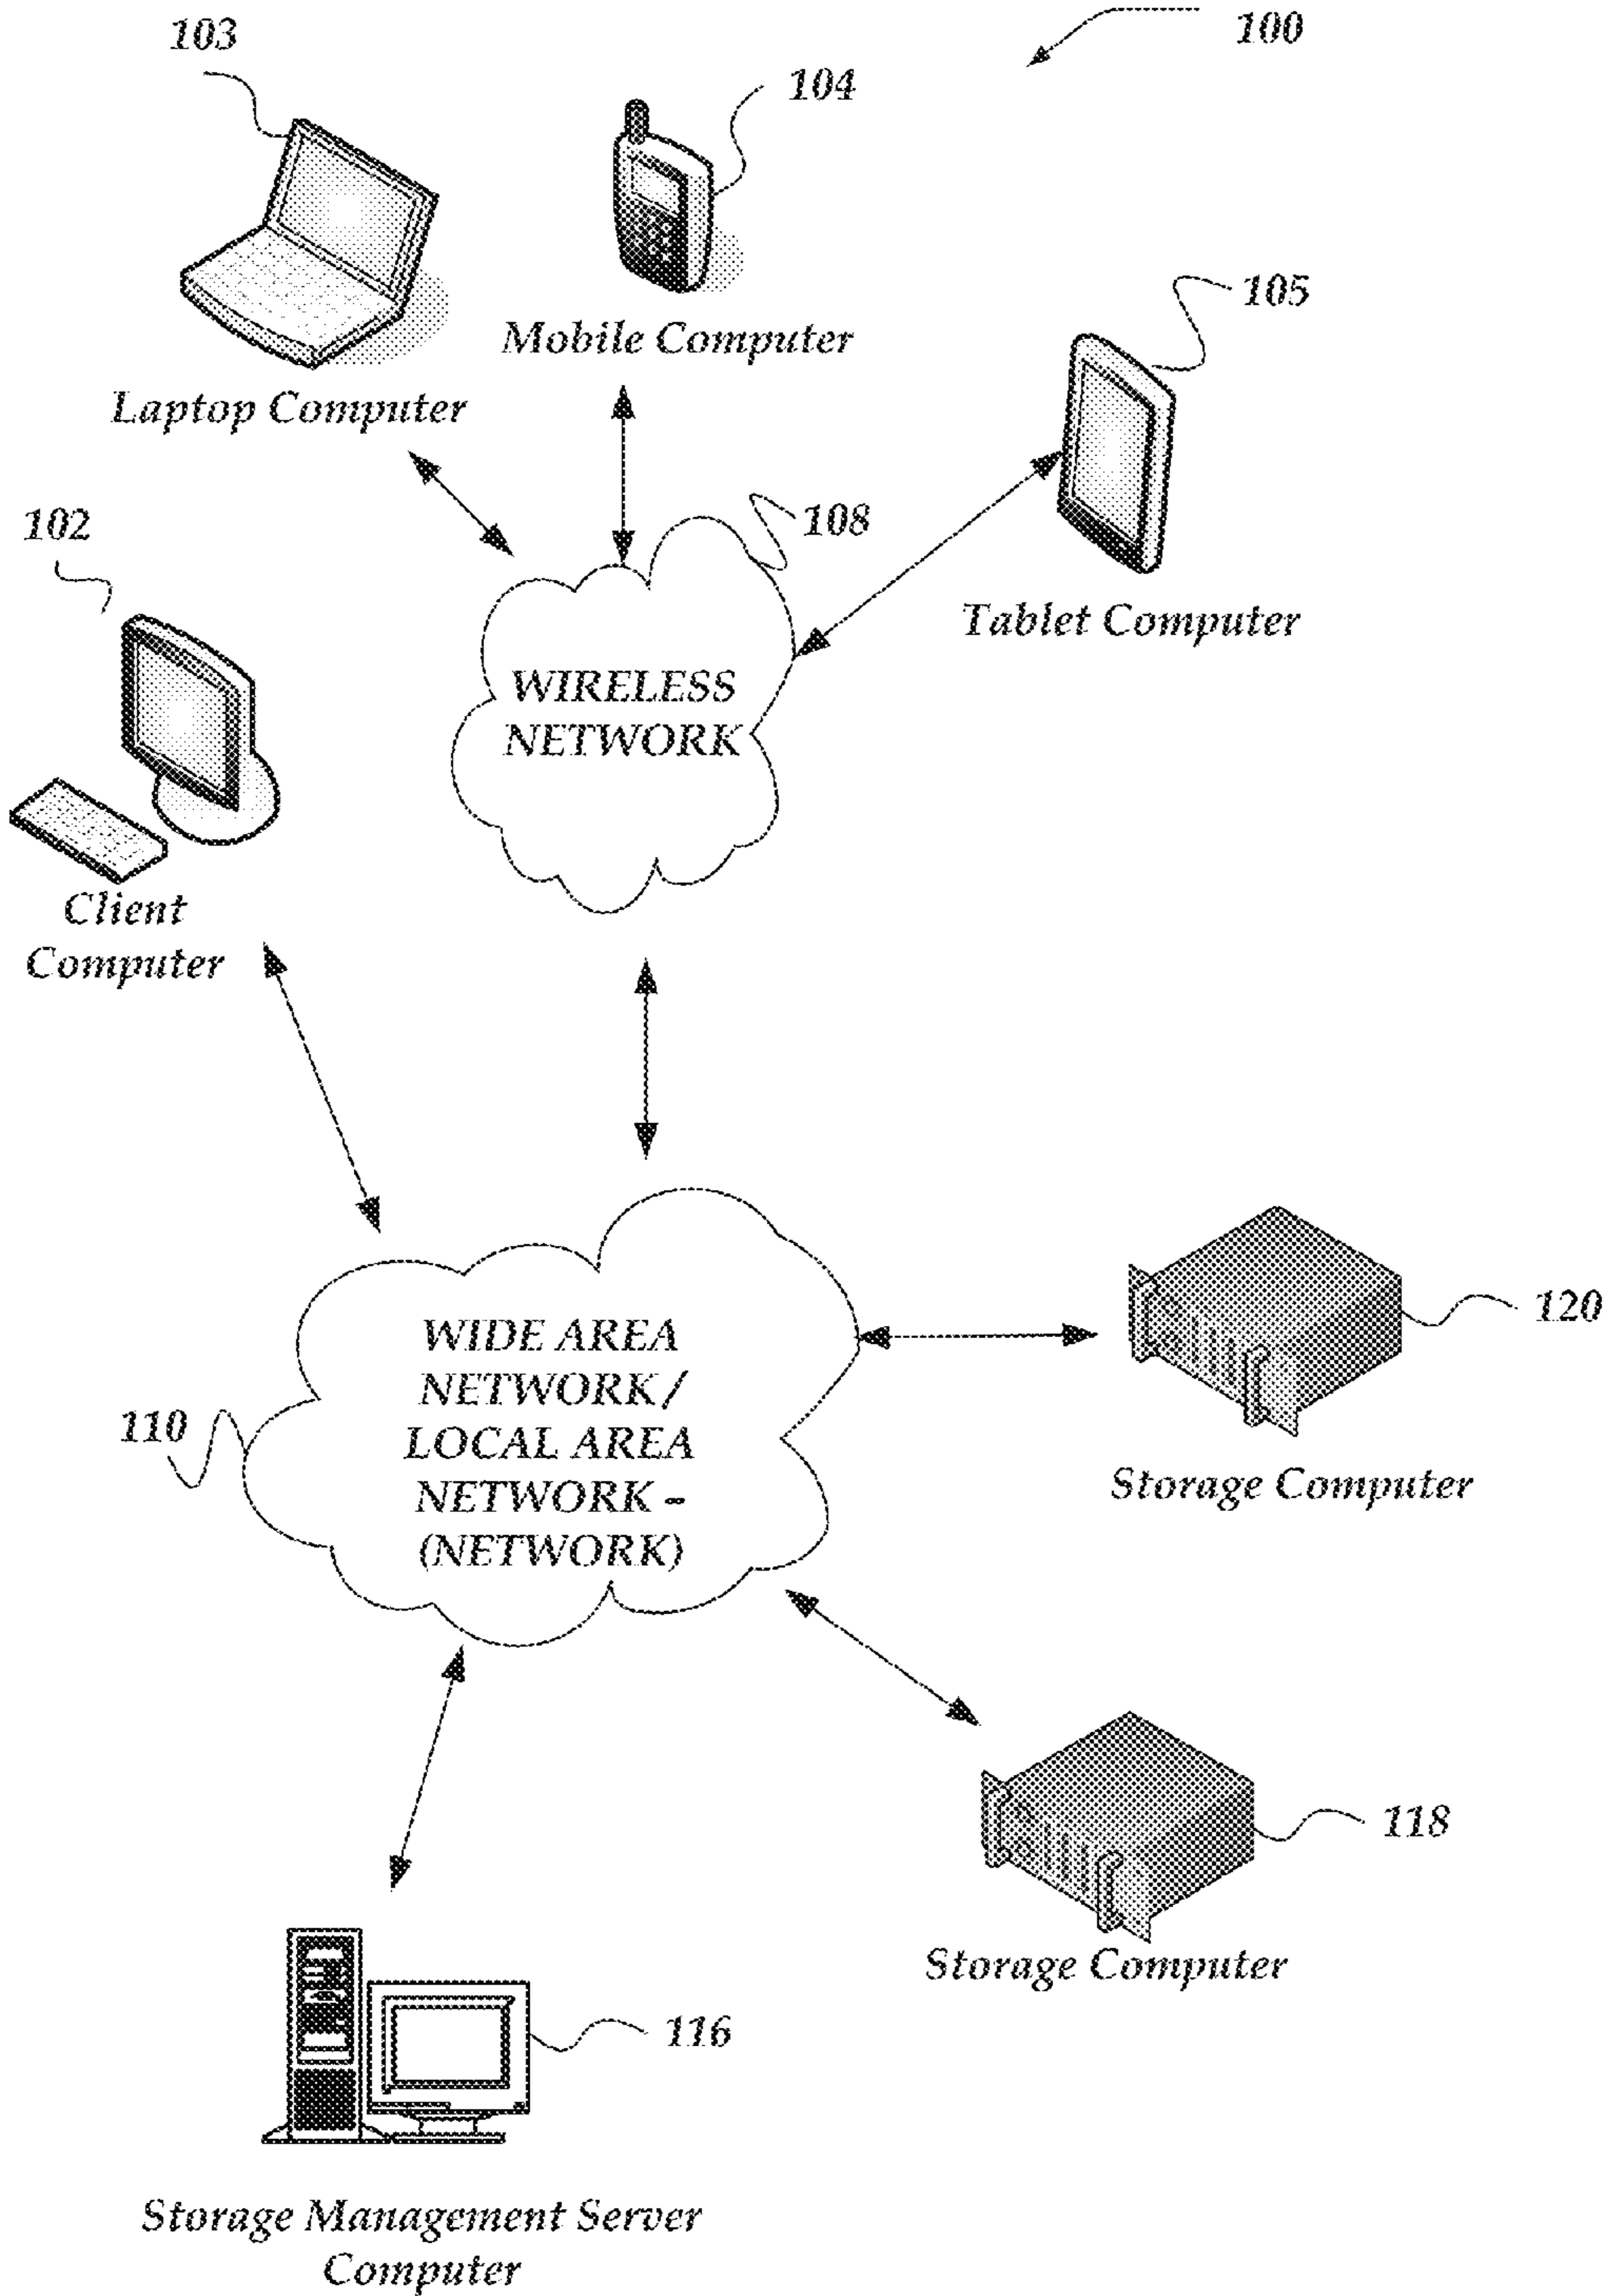 103
100
104
105
Mobile Computer
Laptop Computer
102
108
Tablet Computer
WIRELESS
NETWORK
Client
Computer
120
WIDE AREA
NETWORK/
LOCAL AREA
NETWORK –
(NETWORK)
110
Storage Computer
118
Storage Computer
116
Storage Management Server
Computer